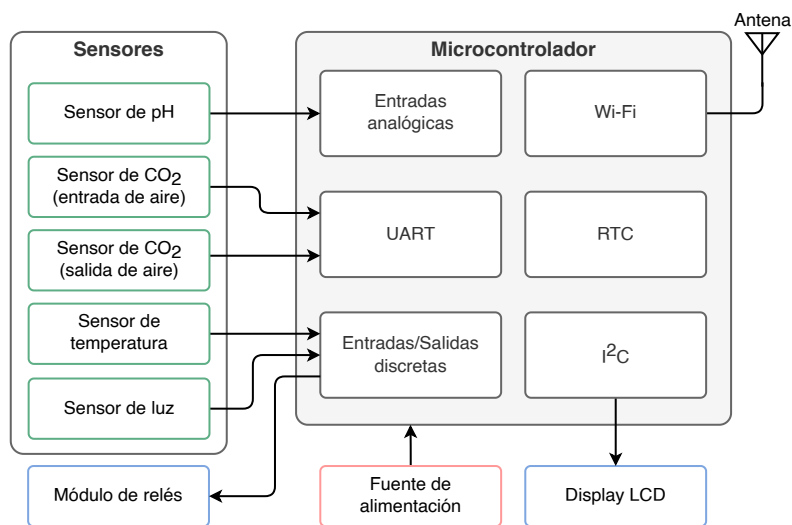 Antena
Sensores
Microcontrolador
Sensor de pH
Entradas
analógicas
Wi-Fi
Sensor de CO2
(entrada de aire)
UART
RTC
Sensor de CO2
(salida de aire)
Sensor de
temperatura
Entradas/Salidas
discretas
I2C
Sensor de luz
Módulo de relés
Fuente de
alimentación
Display LCD